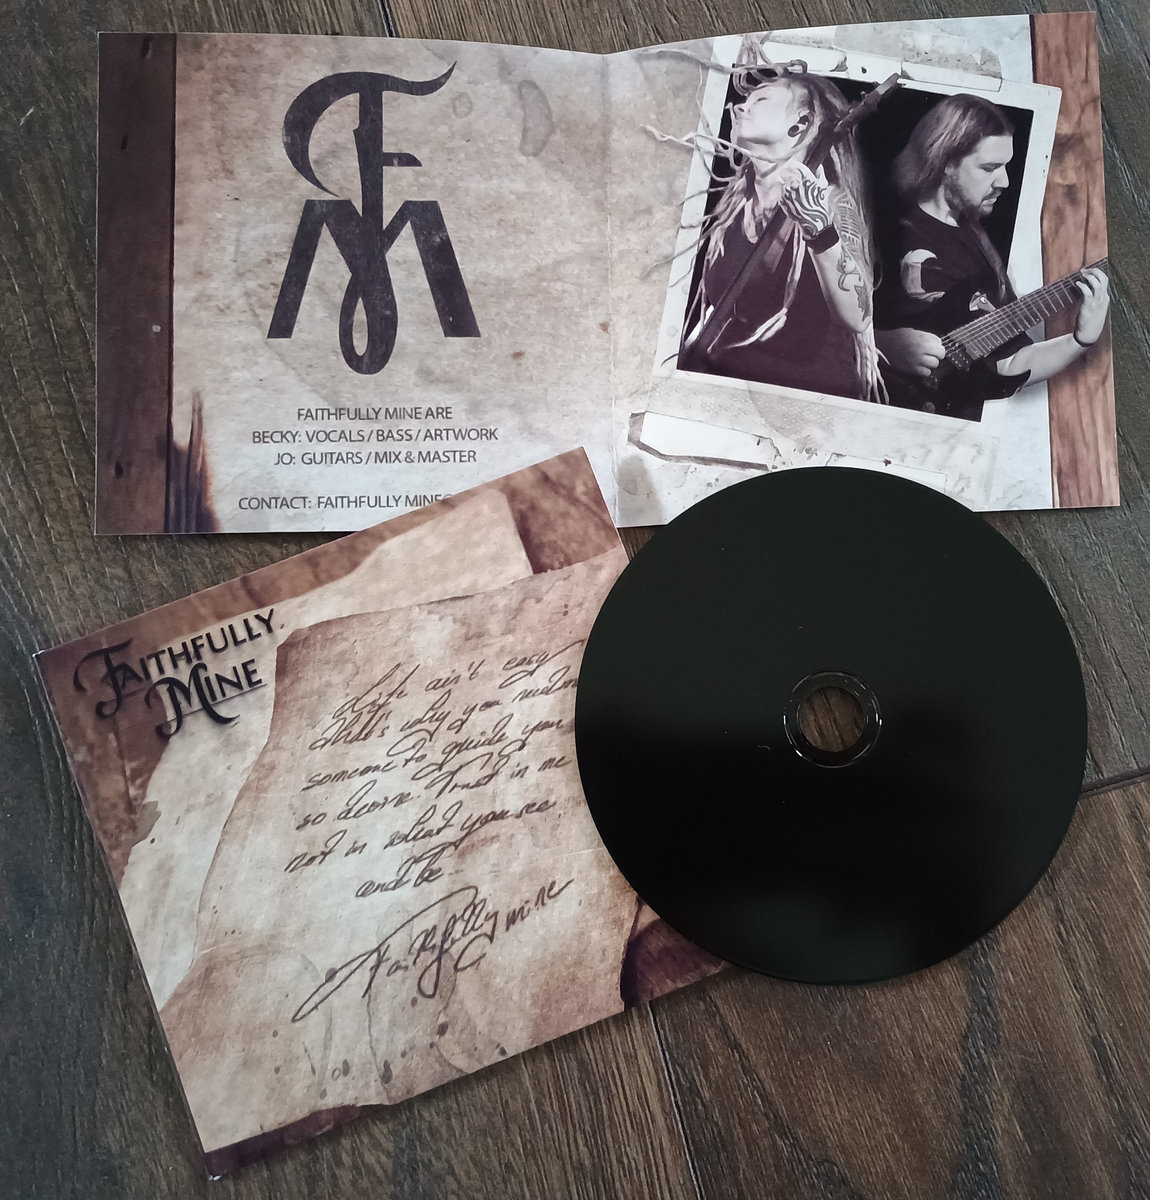 FM
FAITHFULLY MINE ARE
BECKY: VOCALS / BASS / ARTWORK
JO: GUITARS / MIX & MASTER
CONTACT: FAITHFULLY MINE
FAITHFULLY
MINE
Life ain't easy
that's why you need
someone to guide you
so dearne. Trust in me
not in what you see
and be...
Faithfully mine